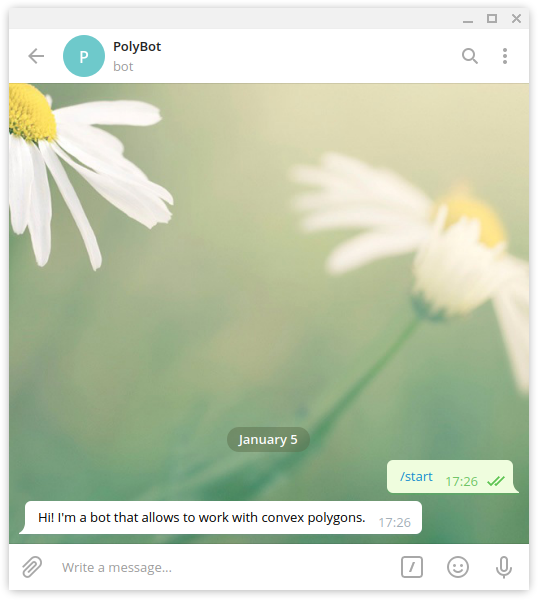 P
PolyBot
bot
January 5
/start 17:26
Hi! I'm a bot that allows to work with convex polygons. 17:26
Write a message...
/